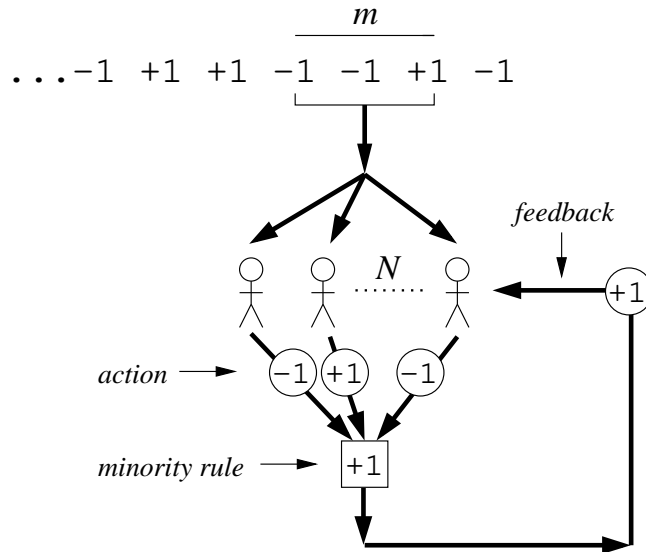 m
...-1 +1 +1 -1 -1 +1 -1
feedback
N
........
+1
action
-1
+1
-1
minority rule
+1